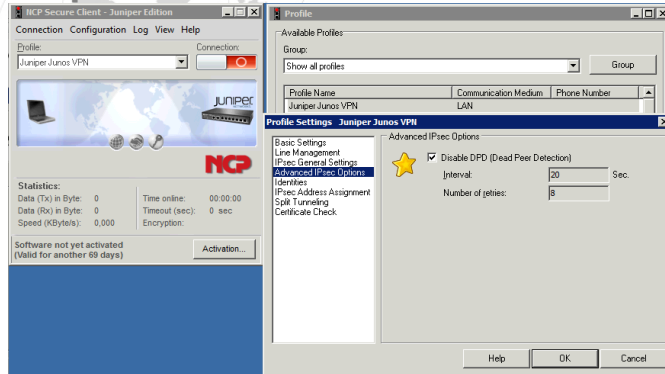 NCP Secure Client - Juniper Edition
Connection Configuration Log View Help
Profile: Connection:
Juniper Junos VPN
JUNIPER
NCP
Statistics:
Data (Tx) in Byte: 0 Time online: 00:00:00
Data (Rx) in Byte: 0 Timeout (sec): 0 sec
Speed (KByte/s): 0,000 Encryption:
Software not yet activated
(Valid for another 69 days)
Activation...
Profile
Available Profiles
Group:
Show all profiles Group
Profile Name Communication Medium Phone Number
Juniper Junos VPN LAN
Profile Settings Juniper Junos VPN
Basic Settings
Line Management
IPsec General Settings
Advanced IPsec Options
Identities
IPsec Address Assignment
Split Tunneling
Certificate Check
Advanced IPsec Options
Disable DPD (Dead Peer Detection)
Interval: 20 Sec.
Number of retries: 8
Help OK Cancel